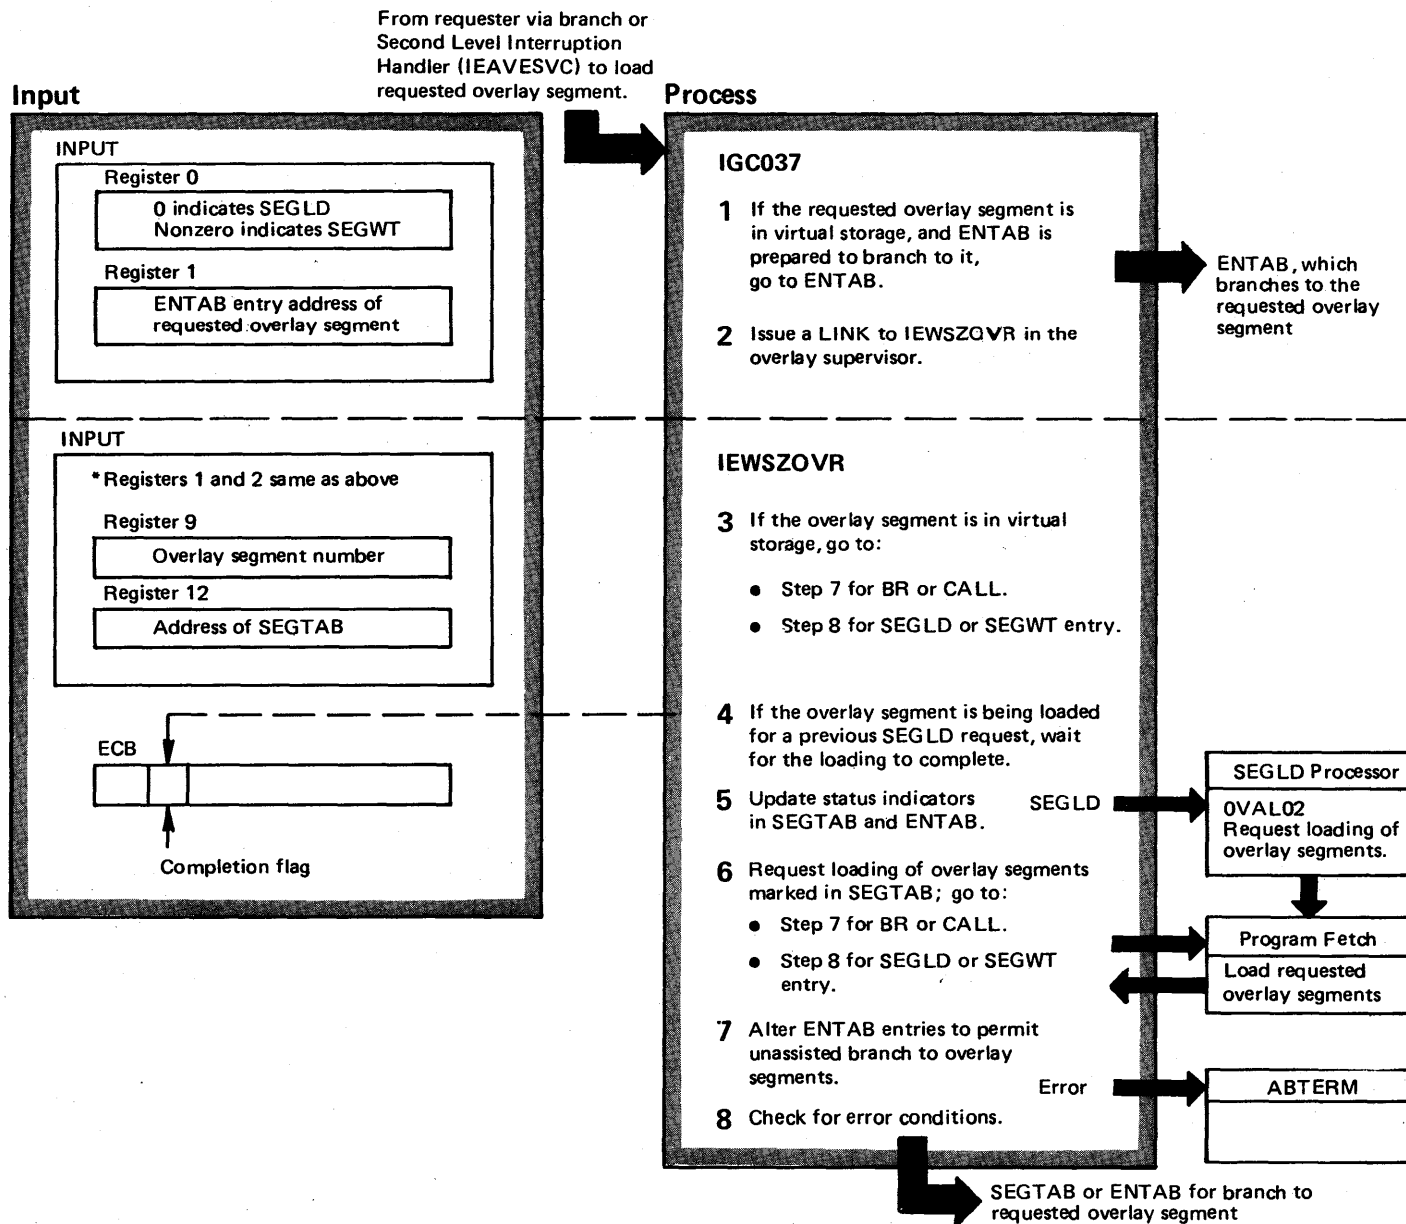 From requester via branch or
Second Level Interruption
Handler (IEAVESVC) to load
requested overlay segment.
Input
INPUT
Register 0
0 indicates SEGLD
Nonzero indicates SEGWT
Register 1
ENTAB entry address of
requested overlay segment
INPUT
*Registers 1 and 2 same as above
Register 9
Overlay segment number
Register 12
Address of SEGTAB
ECB
Completion flag
Process
IGC037
1 If the requested overlay segment is
in virtual storage, and ENTAB is
prepared to branch to it,
go to ENTAB.
ENTAB, which
branches to the
requested overlay
segment
2 Issue a LINK to IEWSZOVR in the
overlay supervisor.
IEWSZOVR
3 If the overlay segment is in virtual
storage, go to:
● Step 7 for BR or CALL.
● Step 8 for SEGLD or SEGWT entry.
4 If the overlay segment is being loaded
for a previous SEGLD request, wait
for the loading to complete.
5 Update status indicators
in SEGTAB and ENTAB.
SEGLD
SEGLD Processor
0VAL02
Request loading of
overlay segments.
6 Request loading of overlay segments
marked in SEGTAB; go to:
● Step 7 for BR or CALL.
● Step 8 for SEGLD or SEGWT
entry.
Program Fetch
Load requested
overlay segments
7 Alter ENTAB entries to permit
unassisted branch to overlay
segments.
Error
ABTERM
8 Check for error conditions.
SEGTAB or ENTAB for branch to
requested overlay segment